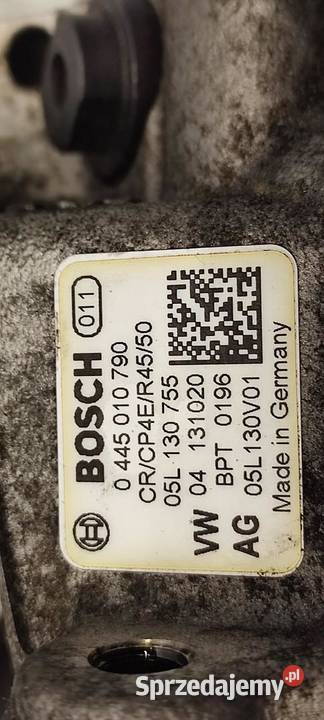 BOSCH 011
0 445 010 790
CR/CP4E/R45/50
05L 130 755
VW 04 131020
BPT 0196
AG 05L130V01
Made in Germany
Sprzedajemy.pl